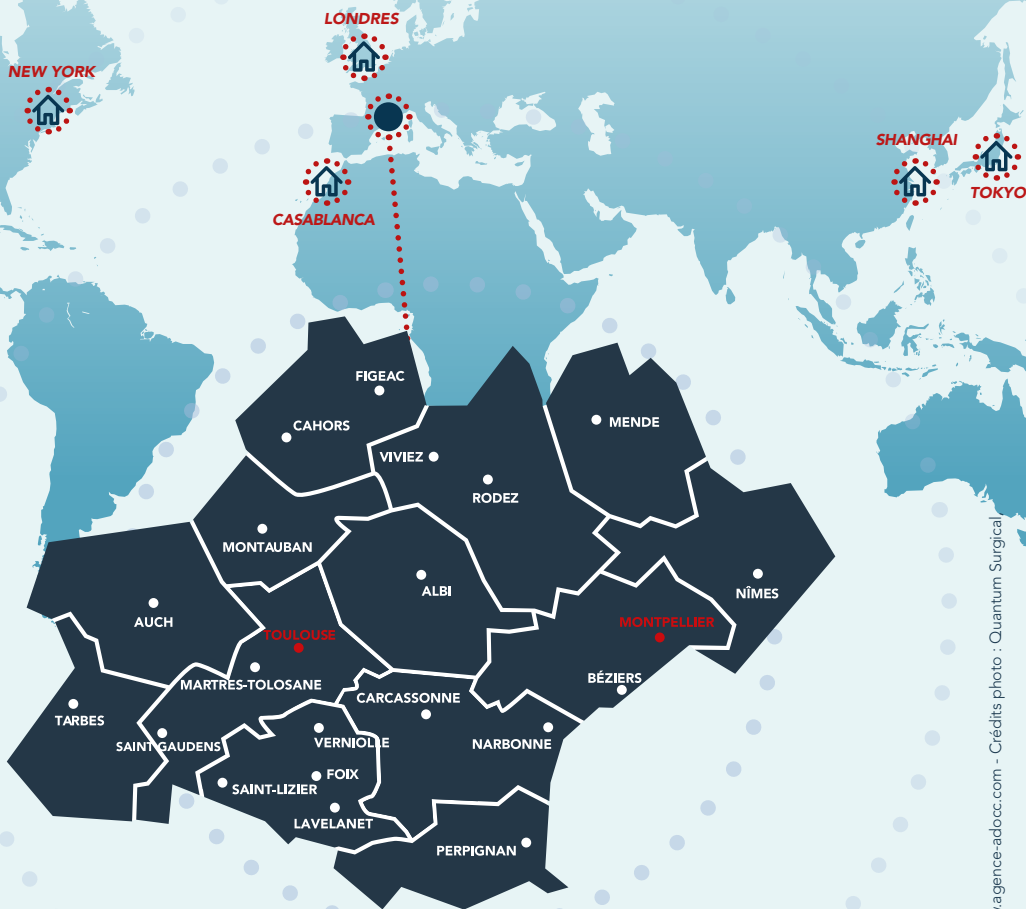 LONDRES
NEW YORK
SHANGHAI
TOKYO
CASABLANCA
FIGEAC
CAHORS
MENDE
VIVIEZ
RODEZ
MONTAUBAN
ALBI
NÎMES
AUCH
TOULOUSE
MONTPELLIER
MARTRES-TOLOSANE
BÉZIERS
CARCASSONNE
TARBES
SAINT-GAUDENS
VERNIOLLE
NARBONNE
FOIX
SAINT-LIZIER
LAVELANET
PERPIGNAN
.agence-adocc.com - Crédits photo : Quantum Surgical,